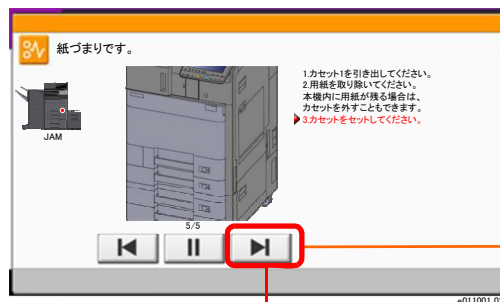 紙づまりです。
1.カセット1を引き出してください。
2.用紙を取り除いてください。
本機内に用紙が残る場合は、
カセットを外すこともできます。
3.カセットをセットしてください。
JAM
5/5